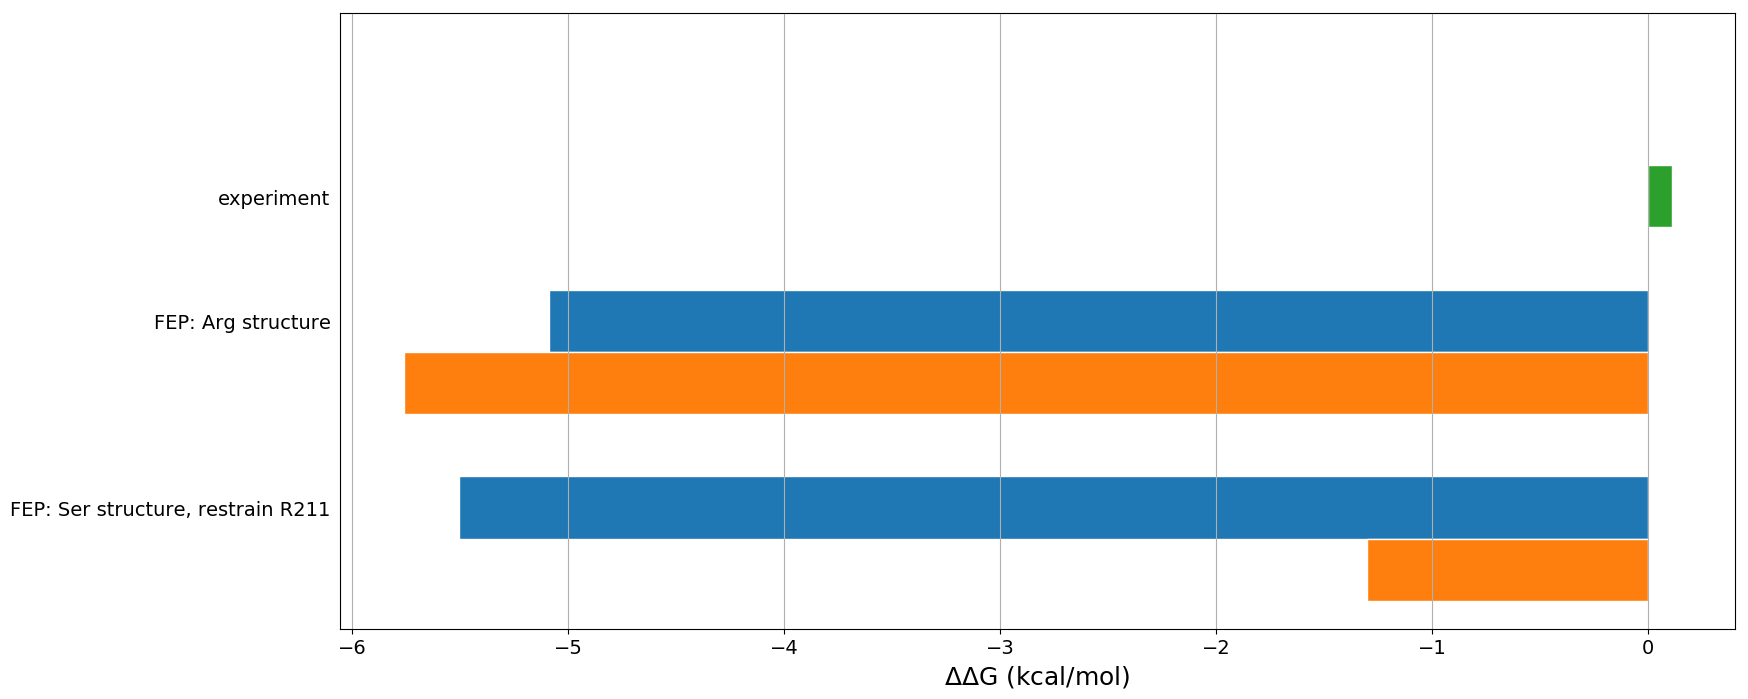 experiment
FEP: Arg structure
FEP: Ser structure, restrain R211
−6 −5 −4 −3 −2 −1 0
ΔΔG (kcal/mol)